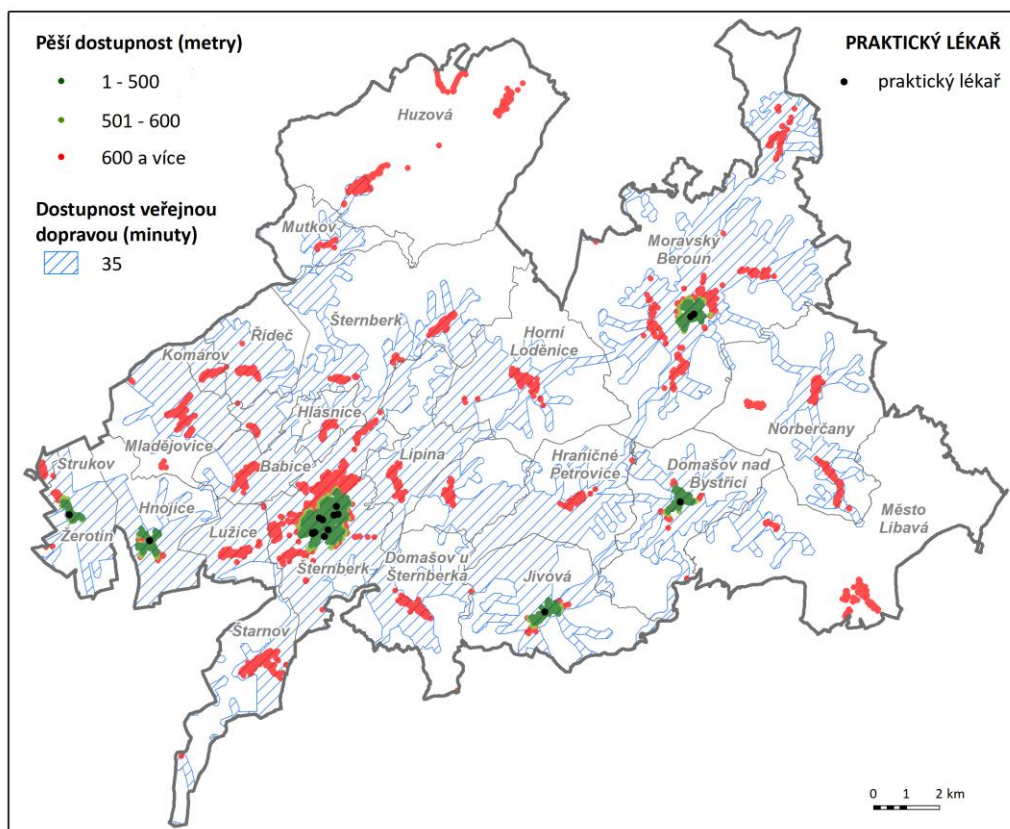 Pěší dostupnost (metry)
1 - 500
501 - 600
600 a více
Dostupnost veřejnou
dopravou (minuty)
35
PRAKTICKÝ LÉKAŘ
praktický lékař
Huzová
Mutkov
Moravský
Beroun
Řídeč
Šternberk
Komárov
Horní
Loděnice
Hlásnice
Mladějovice
Norberčany
Strukov
Babice
Lipina
Hraničné
Petrovice
Domašov nad
Bystřicí
Hnojice
Město
Libavá
Žerotín
Lužice
Šternberk
Domašov u
Šternberka
Jívová
Štarnov
0 1 2 km